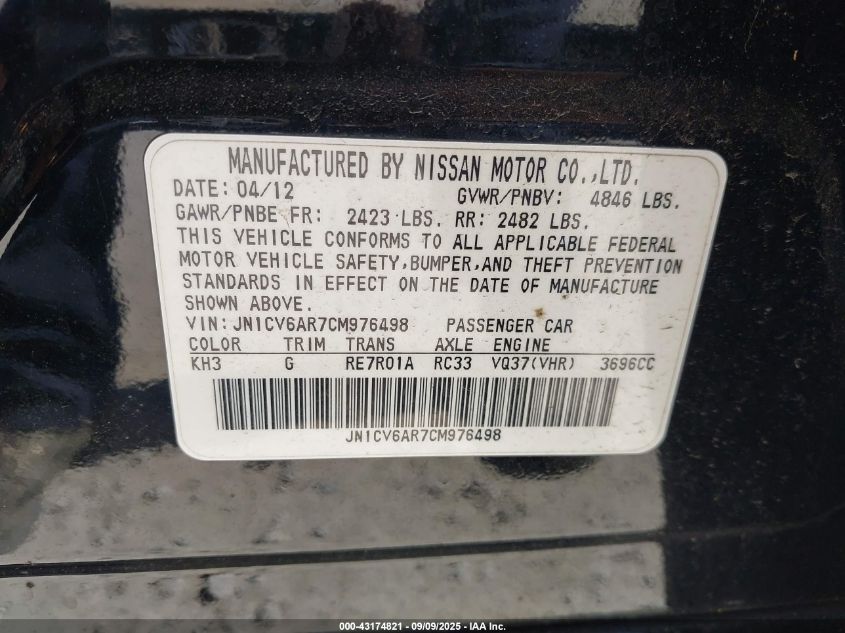 MANUFACTURED BY NISSAN MOTOR CO.,LTD.
DATE: 04/12 GVWR/PNBV: 4846 LBS.
GAWR/PNBE FR: 2423 LBS. RR: 2482 LBS.
THIS VEHICLE CONFORMS TO ALL APPLICABLE FEDERAL
MOTOR VEHICLE SAFETY,BUMPER,AND THEFT PREVENTION
STANDARDS IN EFFECT ON THE DATE OF MANUFACTURE
SHOWN ABOVE.
VIN:JN1CV6AR7CM976498 PASSENGER CAR
COLOR TRIM TRANS AXLE ENGINE
KH3 G RE7R01A RC33 VQ37(VHR) 3696CC
JN1CV6AR7CM976498
000-43174821 | 09/09/2025 - IAA Inc.